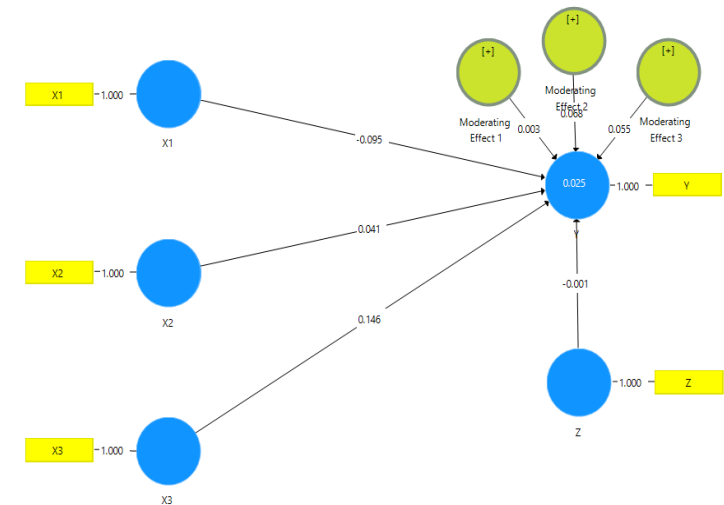 [+]
[+]
[+]
X1
1.000
X1
Moderating
Effect 1
Moderating
Effect 2
Moderating
Effect 3
0.003
0.068
0.055
-0.095
0.025
1.000
Y
Y
X2
1.000
X2
0.041
-0.001
0.146
Z
1.000
Z
X3
1.000
X3